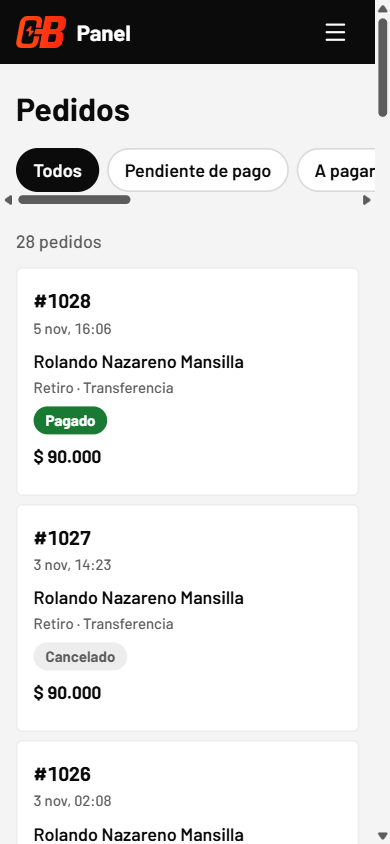 CB Panel
Pedidos
Todos
Pendiente de pago
A pagar
28 pedidos
#1028
5 nov, 16:06
Rolando Nazareno Mansilla
Retiro · Transferencia
Pagado
$ 90.000
#1027
3 nov, 14:23
Rolando Nazareno Mansilla
Retiro · Transferencia
Cancelado
$ 90.000
#1026
3 nov, 02:08
Rolando Nazareno Mansilla